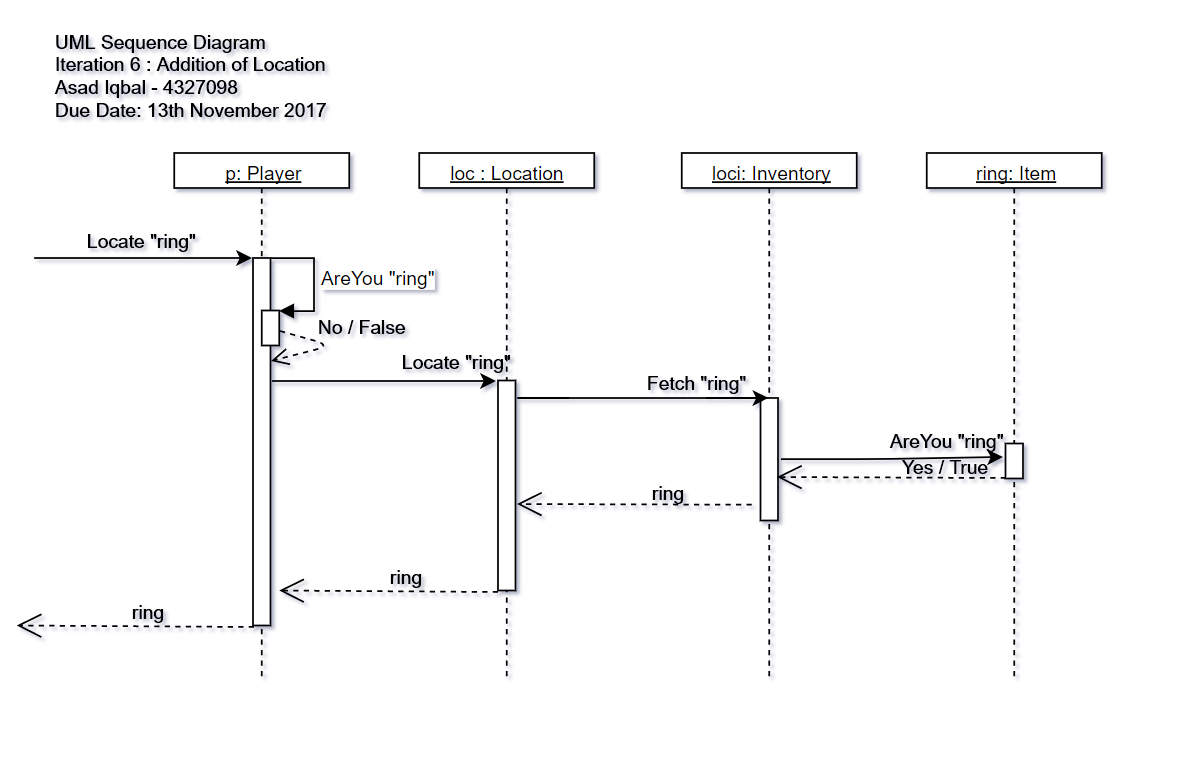 UML Sequence Diagram
Iteration 6 : Addition of Location
Asad Iqbal - 4327098
Due Date: 13th November 2017
p: Player
loc : Location
loci: Inventory
ring: Item
Locate "ring"
AreYou "ring"
No / False
Locate "ring"
Fetch "ring"
AreYou "ring"
Yes / True
ring
ring
ring